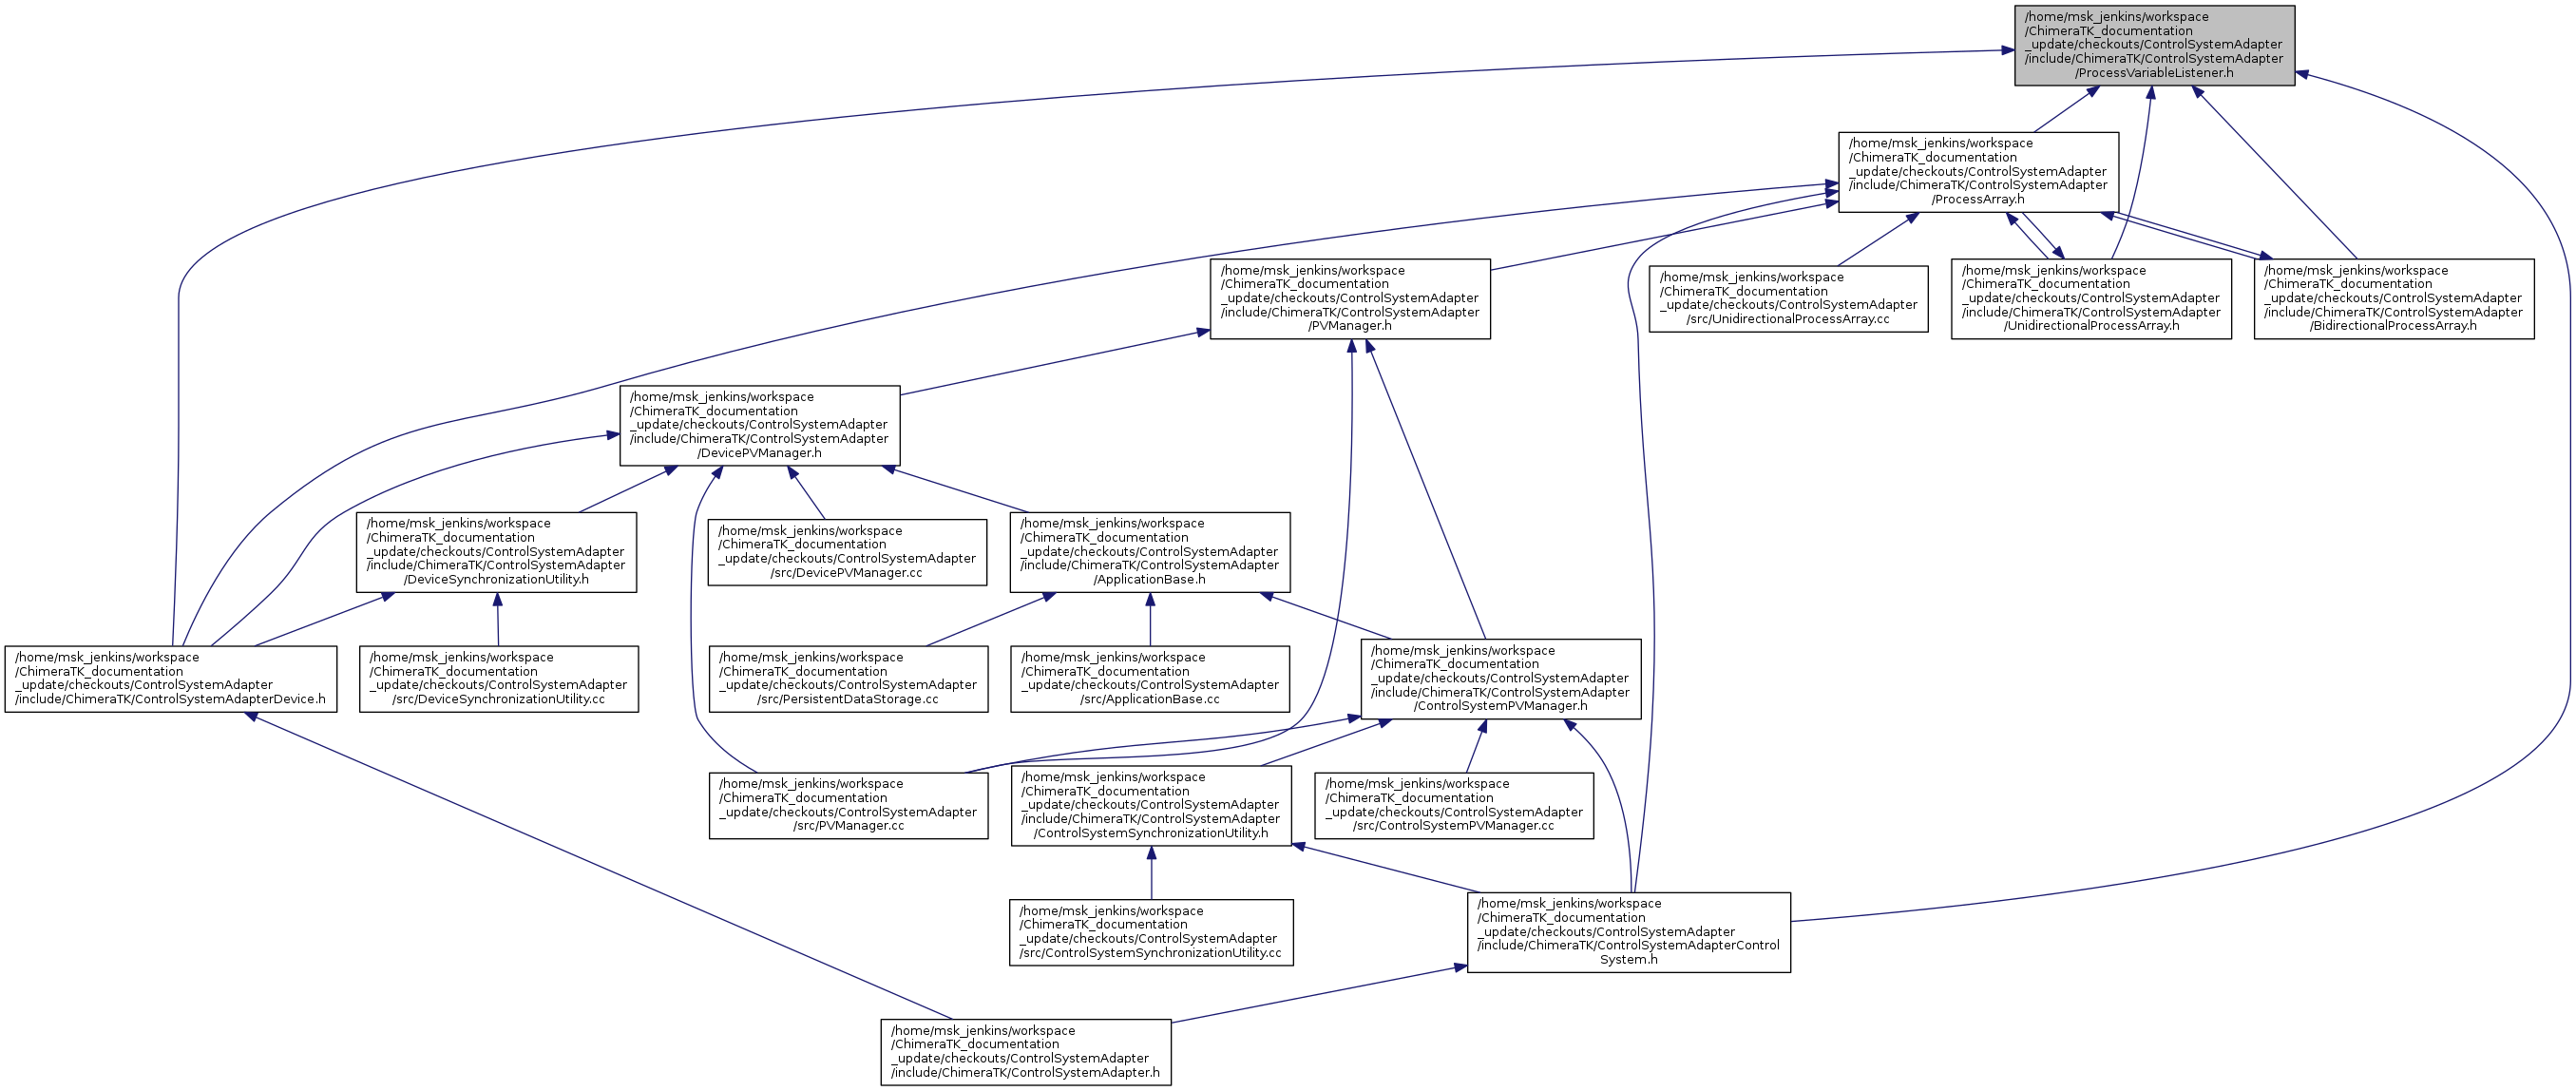 /home/msk_jenkins/workspace
/ChimeraTK_documentation
_update/checkouts/ControlSystemAdapter
/include/ChimeraTK/ControlSystemAdapter
/ProcessVariableListener.h
/home/msk_jenkins/workspace
/ChimeraTK_documentation
_update/checkouts/ControlSystemAdapter
/include/ChimeraTK/ControlSystemAdapter
/ProcessArray.h
/home/msk_jenkins/workspace
/ChimeraTK_documentation
_update/checkouts/ControlSystemAdapter
/include/ChimeraTK/ControlSystemAdapter
/PVManager.h
/home/msk_jenkins/workspace
/ChimeraTK_documentation
_update/checkouts/ControlSystemAdapter
/src/UnidirectionalProcessArray.cc
/home/msk_jenkins/workspace
/ChimeraTK_documentation
_update/checkouts/ControlSystemAdapter
/include/ChimeraTK/ControlSystemAdapter
/UnidirectionalProcessArray.h
/home/msk_jenkins/workspace
/ChimeraTK_documentation
_update/checkouts/ControlSystemAdapter
/include/ChimeraTK/ControlSystemAdapter
/BidirectionalProcessArray.h
/home/msk_jenkins/workspace
/ChimeraTK_documentation
_update/checkouts/ControlSystemAdapter
/include/ChimeraTK/ControlSystemAdapter
/DevicePVManager.h
/home/msk_jenkins/workspace
/ChimeraTK_documentation
_update/checkouts/ControlSystemAdapter
/include/ChimeraTK/ControlSystemAdapter
/DeviceSynchronizationUtility.h
/home/msk_jenkins/workspace
/ChimeraTK_documentation
_update/checkouts/ControlSystemAdapter
/src/DevicePVManager.cc
/home/msk_jenkins/workspace
/ChimeraTK_documentation
_update/checkouts/ControlSystemAdapter
/include/ChimeraTK/ControlSystemAdapter
/ApplicationBase.h
/home/msk_jenkins/workspace
/ChimeraTK_documentation
_update/checkouts/ControlSystemAdapter
/include/ChimeraTK/ControlSystemAdapterDevice.h
/home/msk_jenkins/workspace
/ChimeraTK_documentation
_update/checkouts/ControlSystemAdapter
/src/DeviceSynchronizationUtility.cc
/home/msk_jenkins/workspace
/ChimeraTK_documentation
_update/checkouts/ControlSystemAdapter
/src/PersistentDataStorage.cc
/home/msk_jenkins/workspace
/ChimeraTK_documentation
_update/checkouts/ControlSystemAdapter
/src/ApplicationBase.cc
/home/msk_jenkins/workspace
/ChimeraTK_documentation
_update/checkouts/ControlSystemAdapter
/include/ChimeraTK/ControlSystemAdapter
/ControlSystemPVManager.h
/home/msk_jenkins/workspace
/ChimeraTK_documentation
_update/checkouts/ControlSystemAdapter
/src/PVManager.cc
/home/msk_jenkins/workspace
/ChimeraTK_documentation
_update/checkouts/ControlSystemAdapter
/include/ChimeraTK/ControlSystemAdapter
/ControlSystemSynchronizationUtility.h
/home/msk_jenkins/workspace
/ChimeraTK_documentation
_update/checkouts/ControlSystemAdapter
/src/ControlSystemPVManager.cc
/home/msk_jenkins/workspace
/ChimeraTK_documentation
_update/checkouts/ControlSystemAdapter
/src/ControlSystemSynchronizationUtility.cc
/home/msk_jenkins/workspace
/ChimeraTK_documentation
_update/checkouts/ControlSystemAdapter
/include/ChimeraTK/ControlSystemAdapterControl
System.h
/home/msk_jenkins/workspace
/ChimeraTK_documentation
_update/checkouts/ControlSystemAdapter
/include/ChimeraTK/ControlSystemAdapter.h